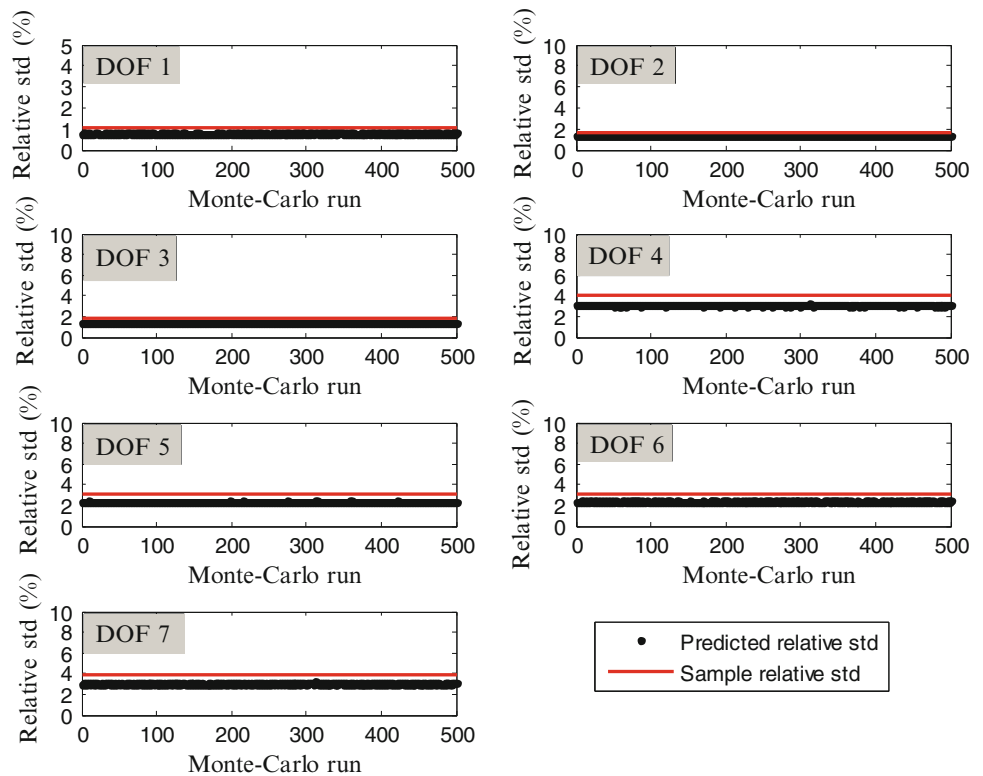 Relative std (%)
5
4
3
2
1
0
DOF 1
0 100 200 300 400 500
Monte-Carlo run
Relative std (%)
10
8
6
4
2
0
DOF 2
0 100 200 300 400 500
Monte-Carlo run
Relative std (%)
10
8
6
4
2
0
DOF 3
0 100 200 300 400 500
Monte-Carlo run
Relative std (%)
10
8
6
4
2
0
DOF 4
0 100 200 300 400 500
Monte-Carlo run
Relative std (%)
10
8
6
4
2
0
DOF 5
0 100 200 300 400 500
Monte-Carlo run
Relative std (%)
10
8
6
4
2
0
DOF 6
0 100 200 300 400 500
Monte-Carlo run
Relative std (%)
10
8
6
4
2
0
DOF 7
0 100 200 300 400 500
Monte-Carlo run
Predicted relative std
Sample relative std